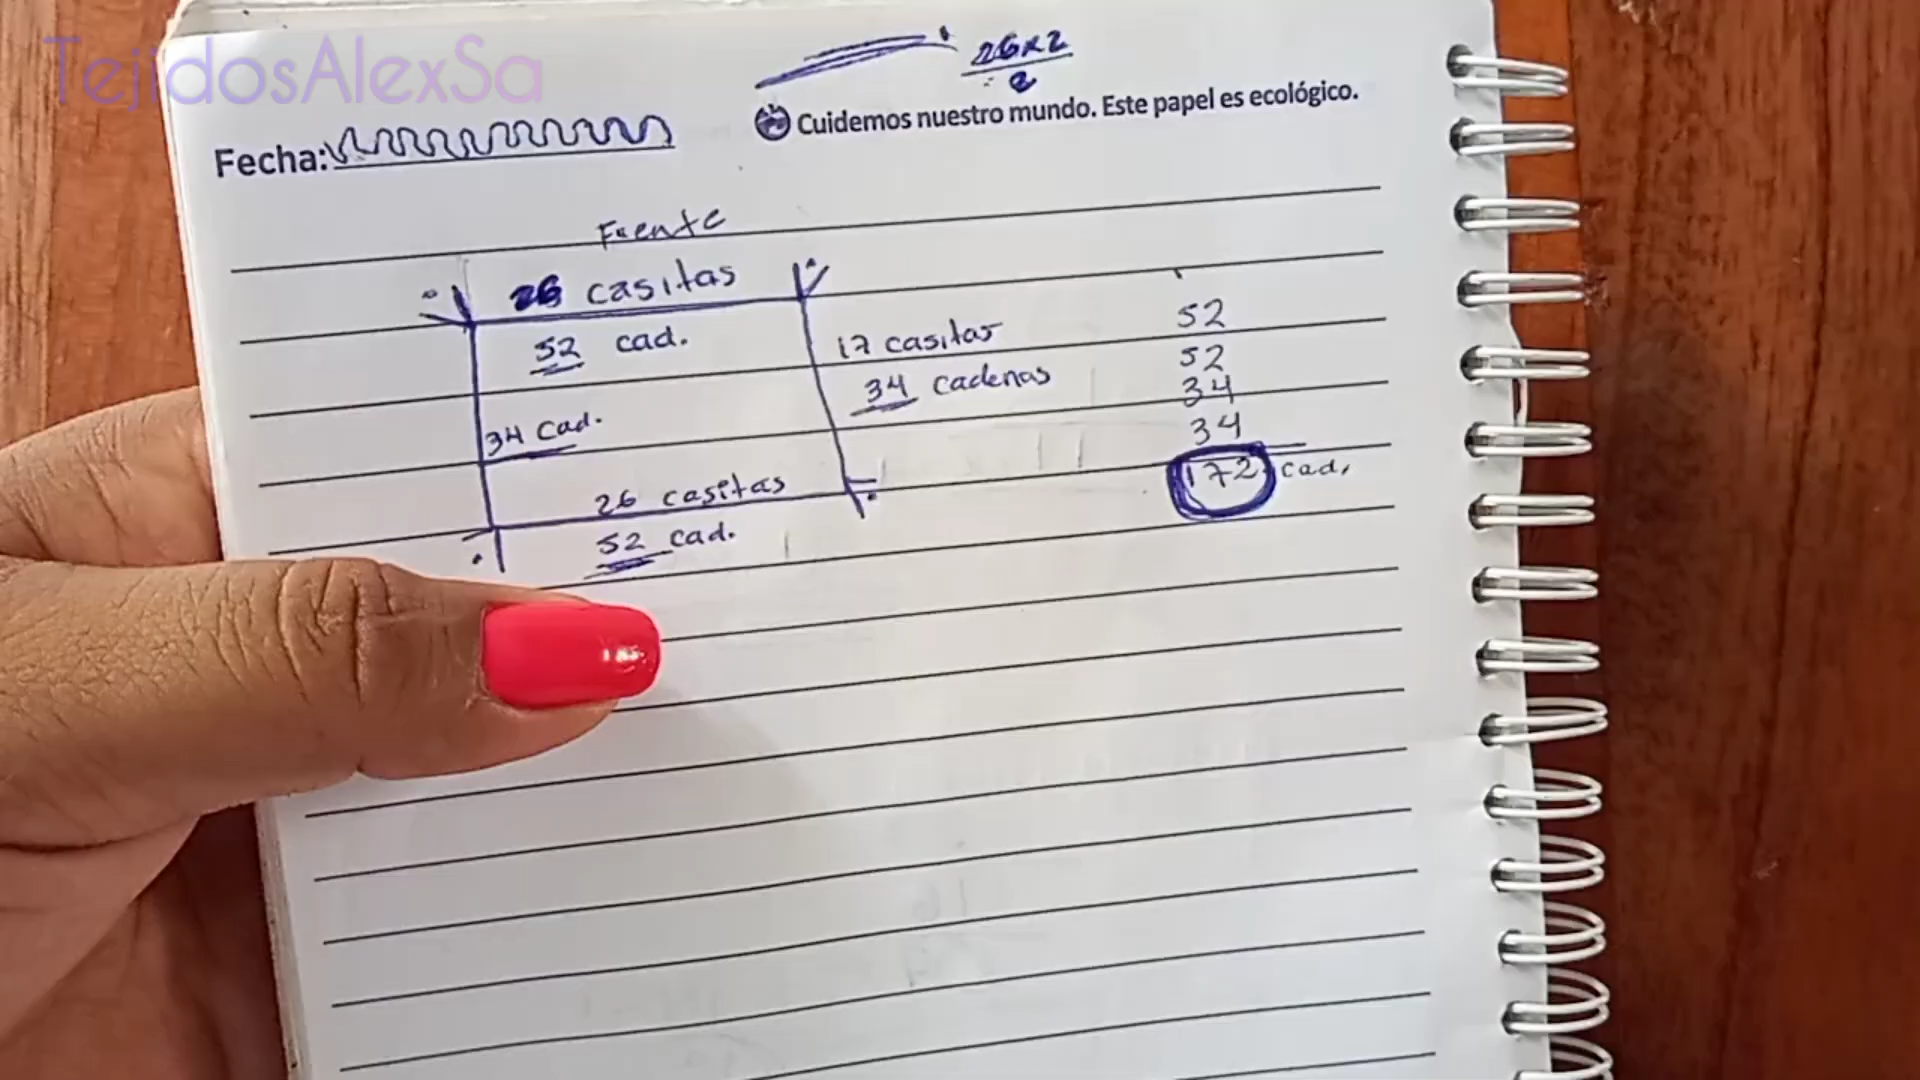 TejidosAlexSa
26x2
2
Cuidemos nuestro mundo. Este papel es ecológico.
Fecha:
Frente
26 casitas
52 cad.
17 casitas
34 cadenas
34 cad.
26 casitas
52 cad.
52
52
34
34
172 cad.